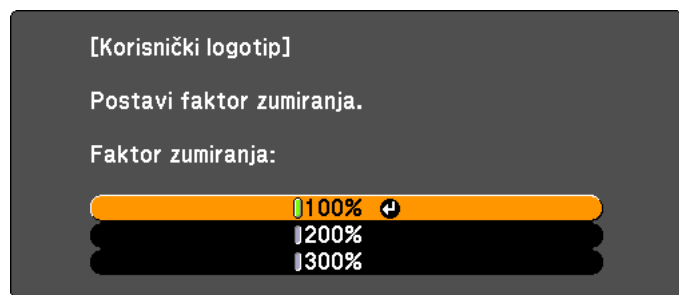 [Korisnički logotip]
Postavi faktor zumiranja.
Faktor zumiranja:
100%
200%
300%